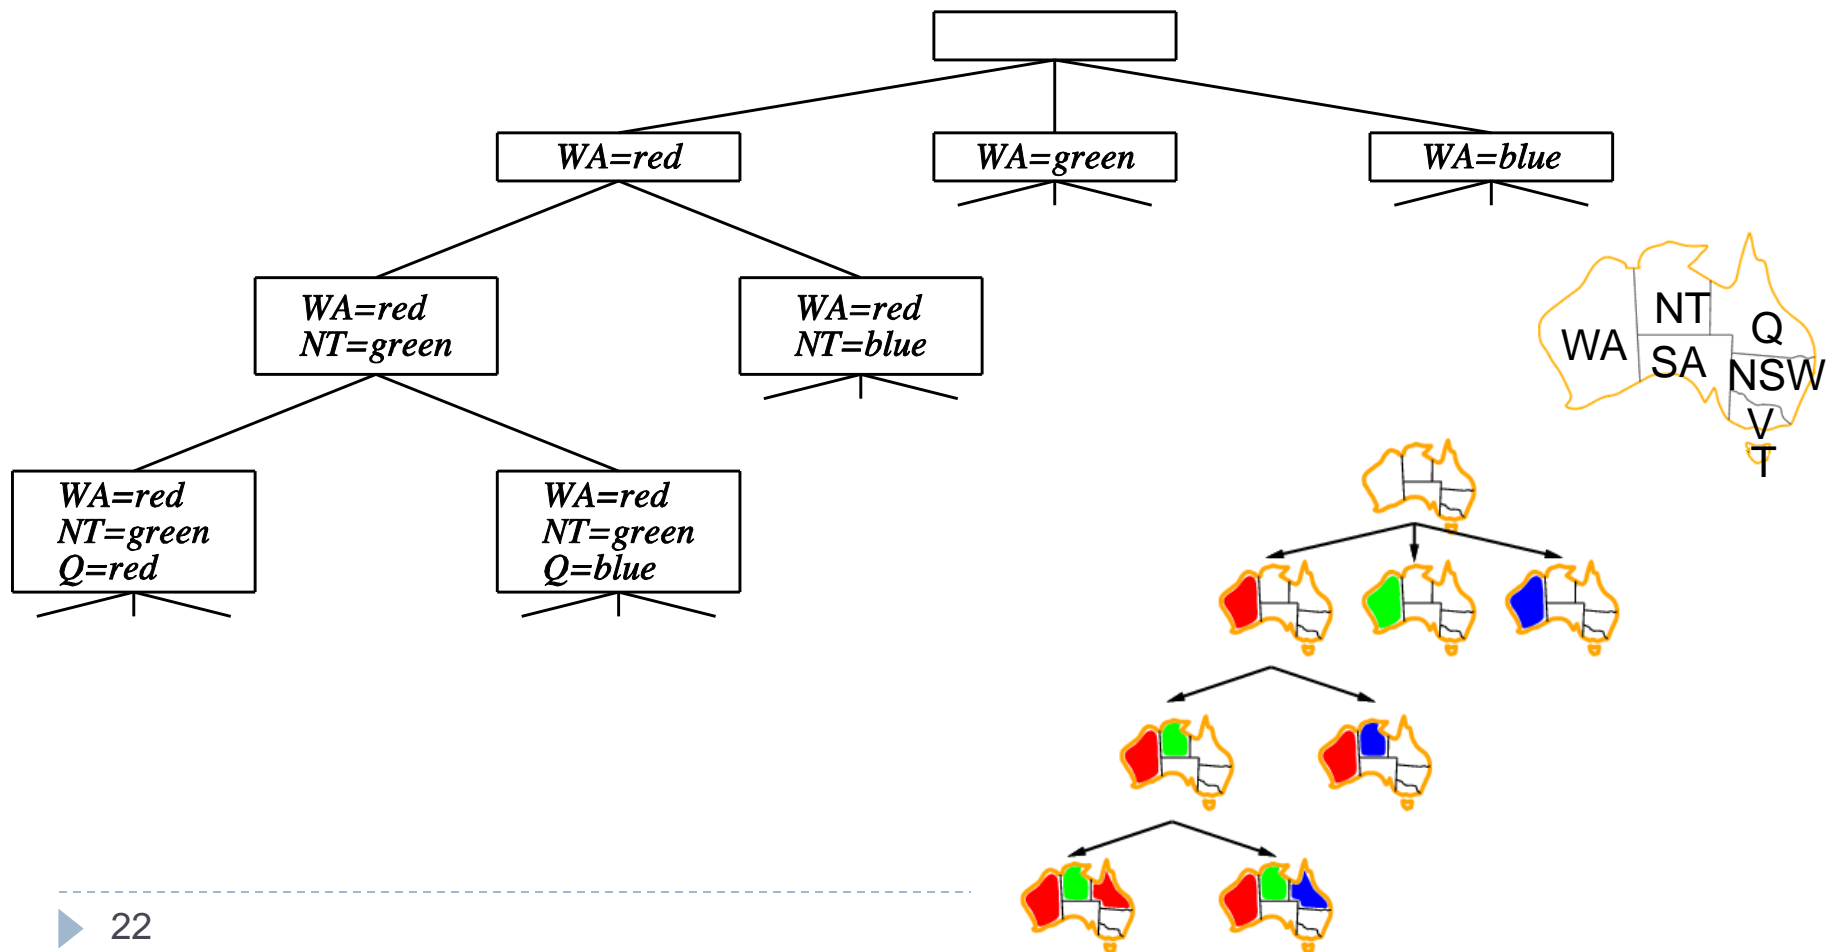 WA=red
WA=green
WA=blue
WA=red
NT=green
WA=red
NT=blue
WA=red
NT=green
Q=red
WA=red
NT=green
Q=blue
NT
Q
WA
SA
NSW
V
T
22